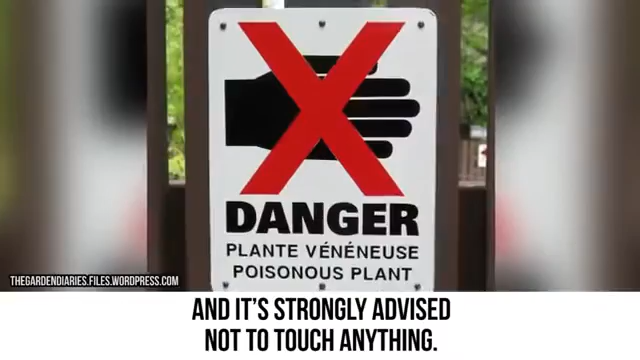 DANGER
PLANTE VÉNÉNEUSE
POISONOUS PLANT
THEGARDENDIARIES.FILES.WORDPRESS.COM
AND IT'S STRONGLY ADVISED
NOT TO TOUCH ANYTHING.